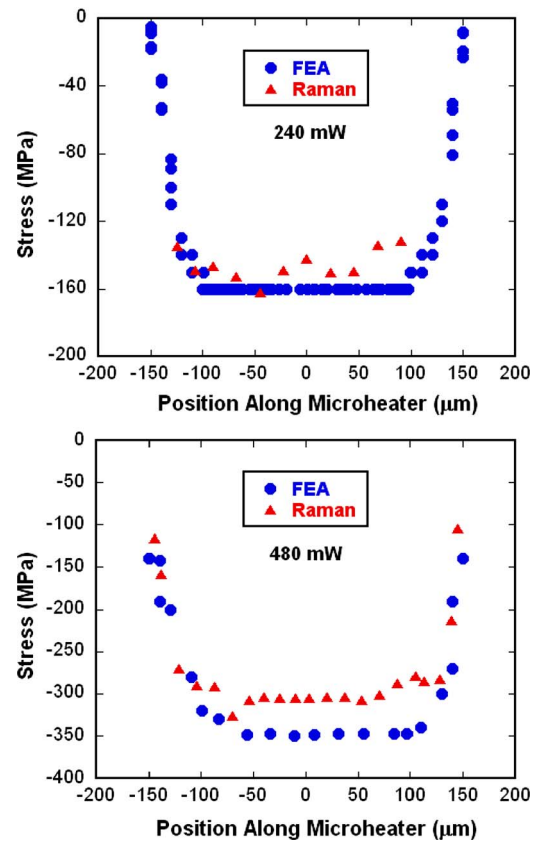 0
-40
-80
-120
-160
-200
Stress (MPa)
FEA
Raman
240 mW
-200 -150 -100 -50 0 50 100 150 200
Position Along Microheater (μm)
0
-50
-100
-150
-200
-250
-300
-350
-400
Stress (MPa)
FEA
Raman
480 mW
-200 -150 -100 -50 0 50 100 150 200
Position Along Microheater (μm)